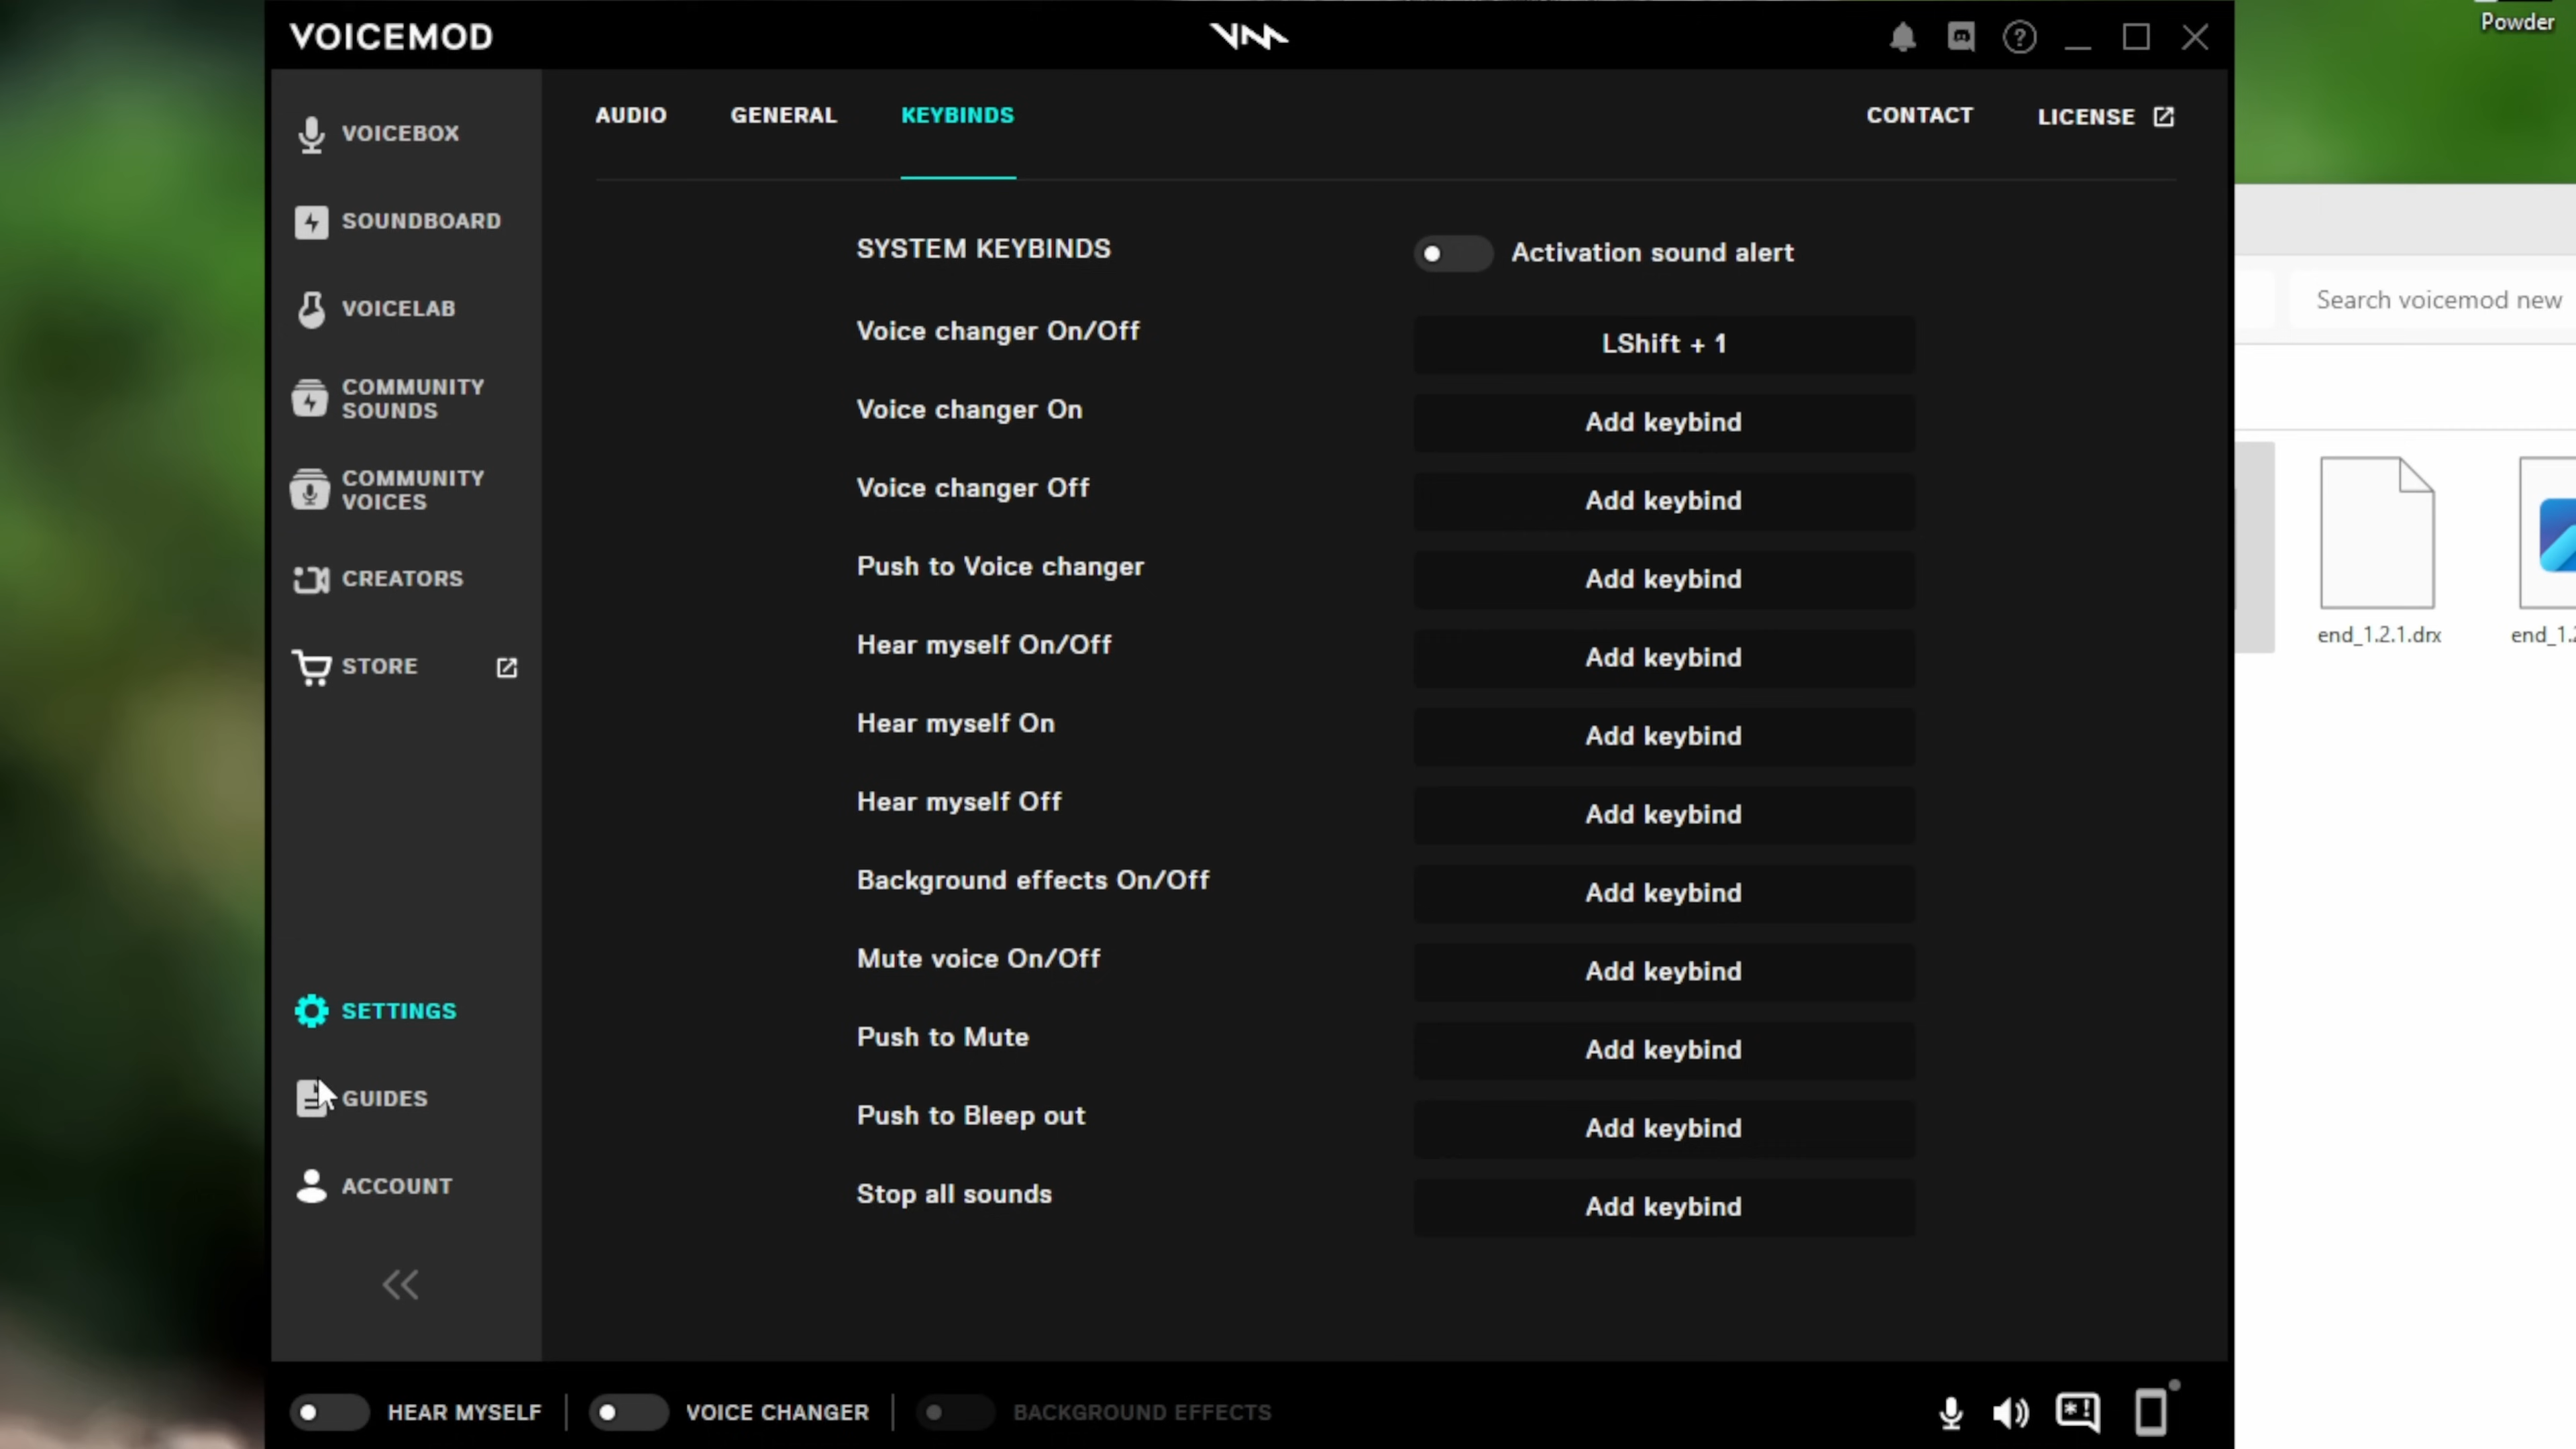 Powder
VOICEMOD
VOICEBOX
SOUNDBOARD
VOICELAB
COMMUNITY
SOUNDS
COMMUNITY
VOICES
CREATORS
STORE
SETTINGS
GUIDES
ACCOUNT
AUDIO
GENERAL
KEYBINDS
CONTACT
LICENSE
SYSTEM KEYBINDS
Activation sound alert
Voice changer On/Off
LShift + 1
Voice changer On
Add keybind
Voice changer Off
Add keybind
Push to Voice changer
Add keybind
Hear myself On/Off
Add keybind
Hear myself On
Add keybind
Hear myself Off
Add keybind
Background effects On/Off
Add keybind
Mute voice On/Off
Add keybind
Push to Mute
Add keybind
Push to Bleep out
Add keybind
Stop all sounds
Add keybind
HEAR MYSELF
VOICE CHANGER
BACKGROUND EFFECTS
Search voicemod new
end_1.2.1.drx